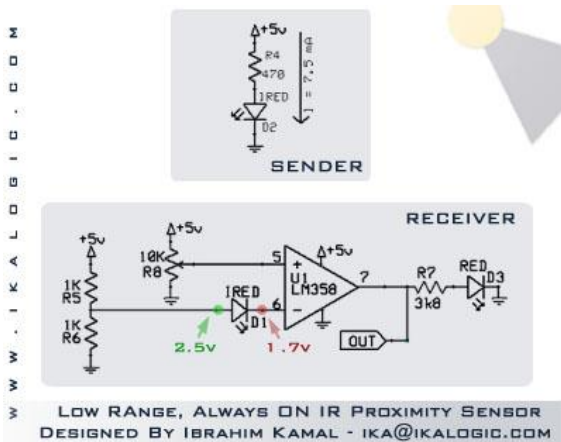 WWW.IKALOGIC.COM
+5v
R4
470
I = 7.5 mA
IRED
D2
SENDER
RECEIVER
+5v
1K
R5
1K
R6
+5v
10K
R8
2.5v
IRED
D1
1.7v
5
6
+
-
U1
LM358
+5v
7
R7
3k8
RED
D3
OUT
LOW RANGE, ALWAYS ON IR PROXIMITY SENSOR
DESIGNED BY IBRAHIM KAMAL - IKA@IKALOGIC.COM